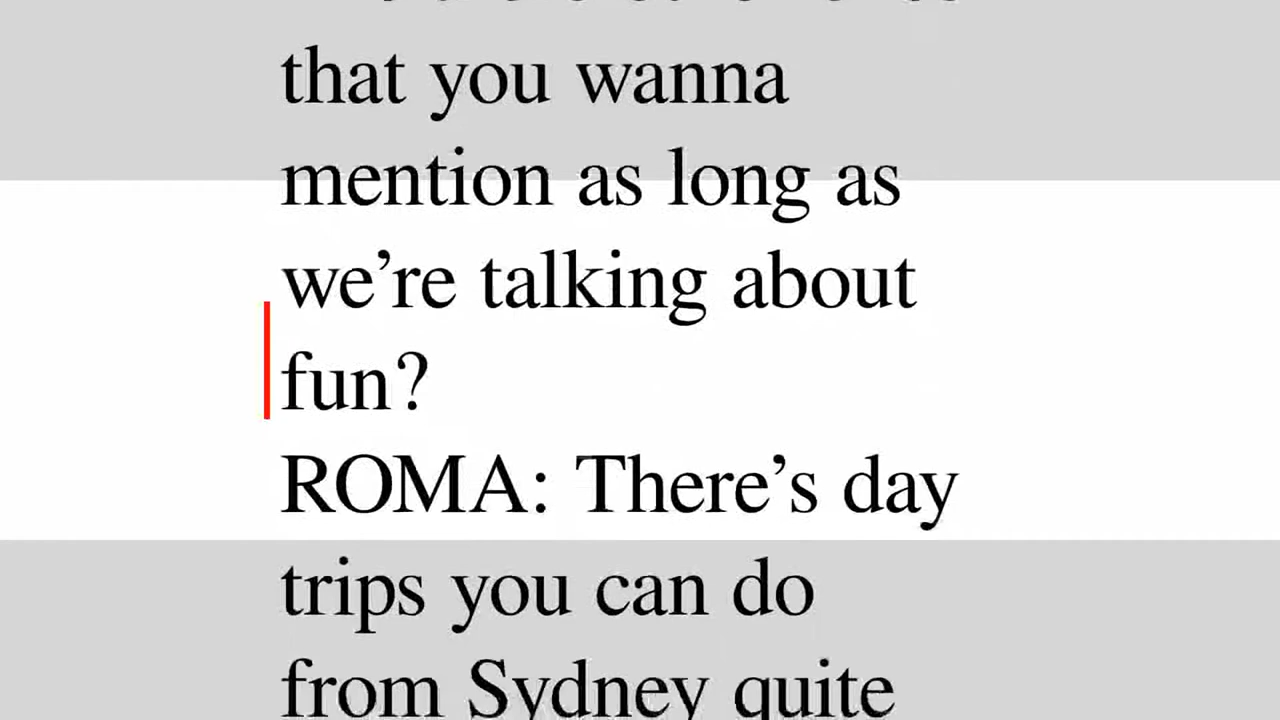 that you wanna
mention as long as
we’re talking about
fun?
ROMA: There’s day
trips you can do
from Sydney quite